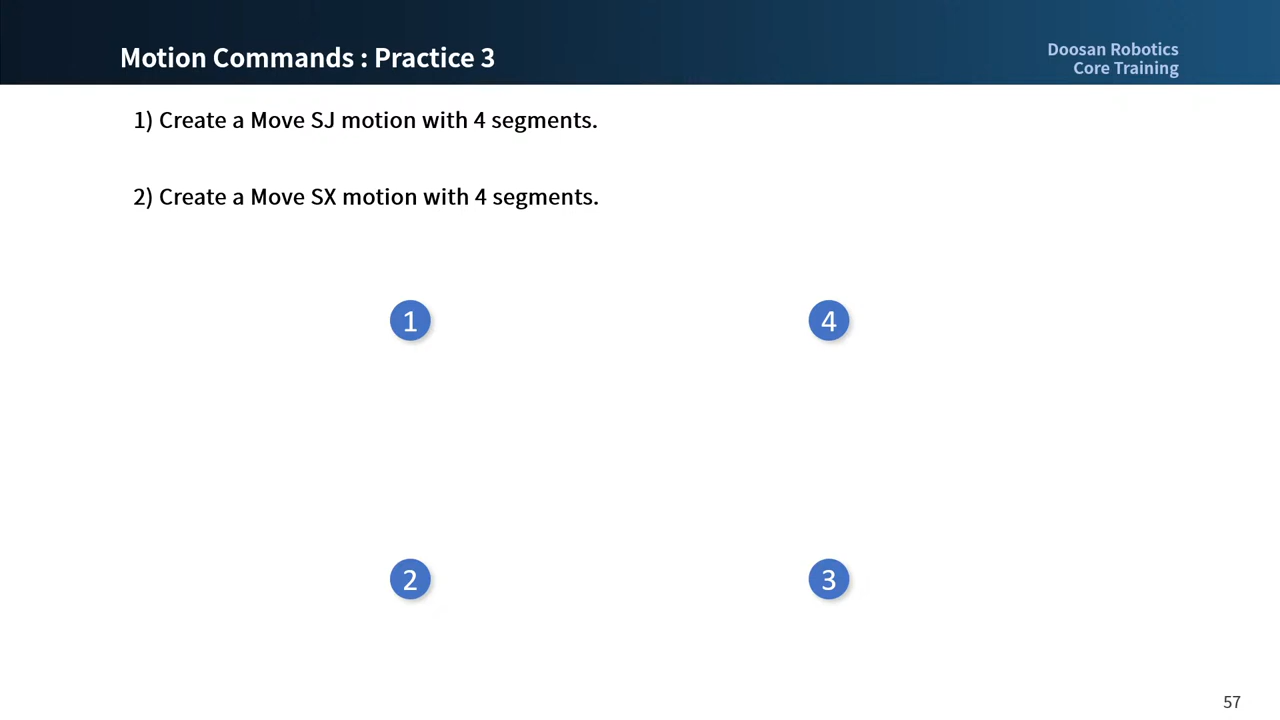 Motion Commands : Practice 3
Doosan Robotics
Core Training
1) Create a Move SJ motion with 4 segments.
2) Create a Move SX motion with 4 segments.
1
4
2
3
57